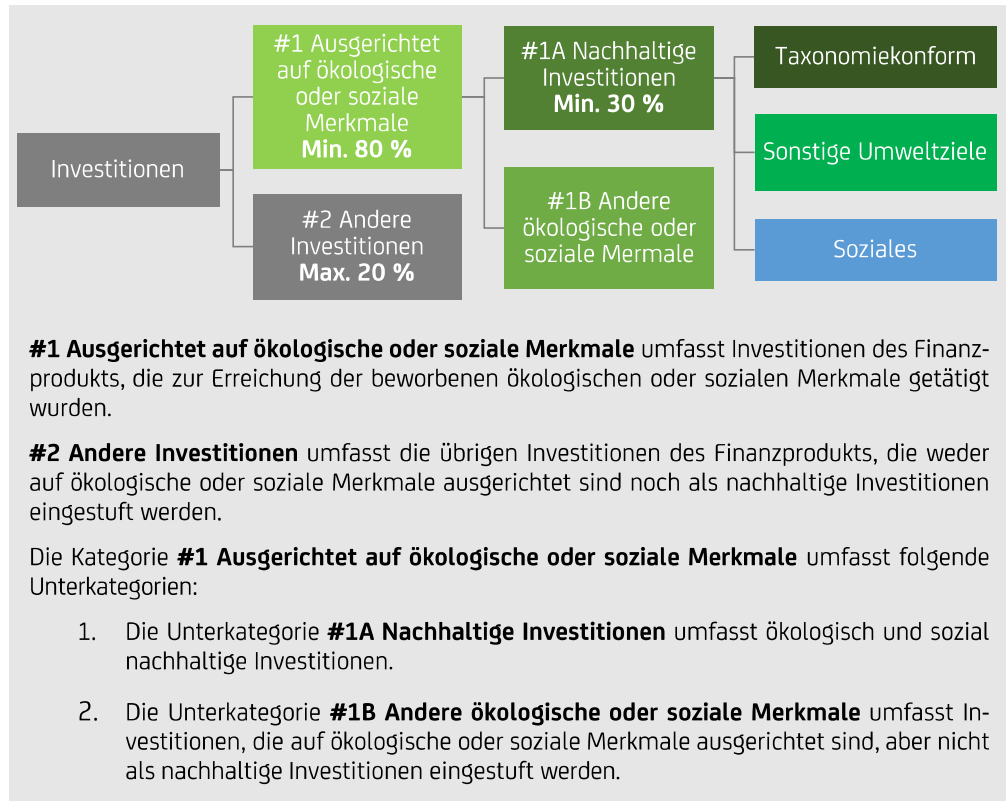 #1 Ausgerichtet
auf ökologische
oder soziale
Merkmale
Min. 80 %
#1A Nachhaltige
Investitionen
Min. 30 %
Taxonomiekonform
Sonstige Umweltziele
Investitionen
#2 Andere
Investitionen
Max. 20 %
#1B Andere
ökologische oder
soziale Mermale
Soziales
#1 Ausgerichtet auf ökologische oder soziale Merkmale umfasst Investitionen des Finanz-
produkts, die zur Erreichung der beworbenen ökologischen oder sozialen Merkmale getätigt
wurden.
#2 Andere Investitionen umfasst die übrigen Investitionen des Finanzprodukts, die weder
auf ökologische oder soziale Merkmale ausgerichtet sind noch als nachhaltige Investitionen
eingestuft werden.
Die Kategorie #1 Ausgerichtet auf ökologische oder soziale Merkmale umfasst folgende
Unterkategorien:
1. Die Unterkategorie #1A Nachhaltige Investitionen umfasst ökologisch und sozial
nachhaltige Investitionen.
2. Die Unterkategorie #1B Andere ökologische oder soziale Merkmale umfasst In-
vestitionen, die auf ökologische oder soziale Merkmale ausgerichtet sind, aber nicht
als nachhaltige Investitionen eingestuft werden.